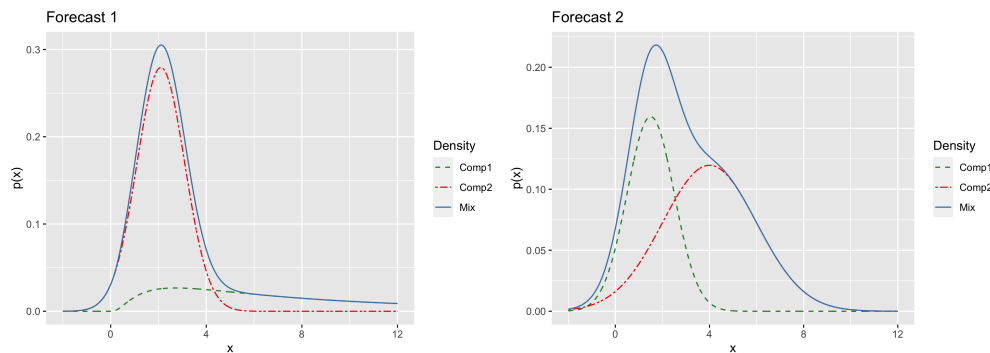 Forecast 1
p(x)
0.3
0.2
0.1
0.0
0
4
8
12
x
Density
Comp1
Comp2
Mix
Forecast 2
p(x)
0.20
0.15
0.10
0.05
0.00
0
4
8
12
x
Density
Comp1
Comp2
Mix